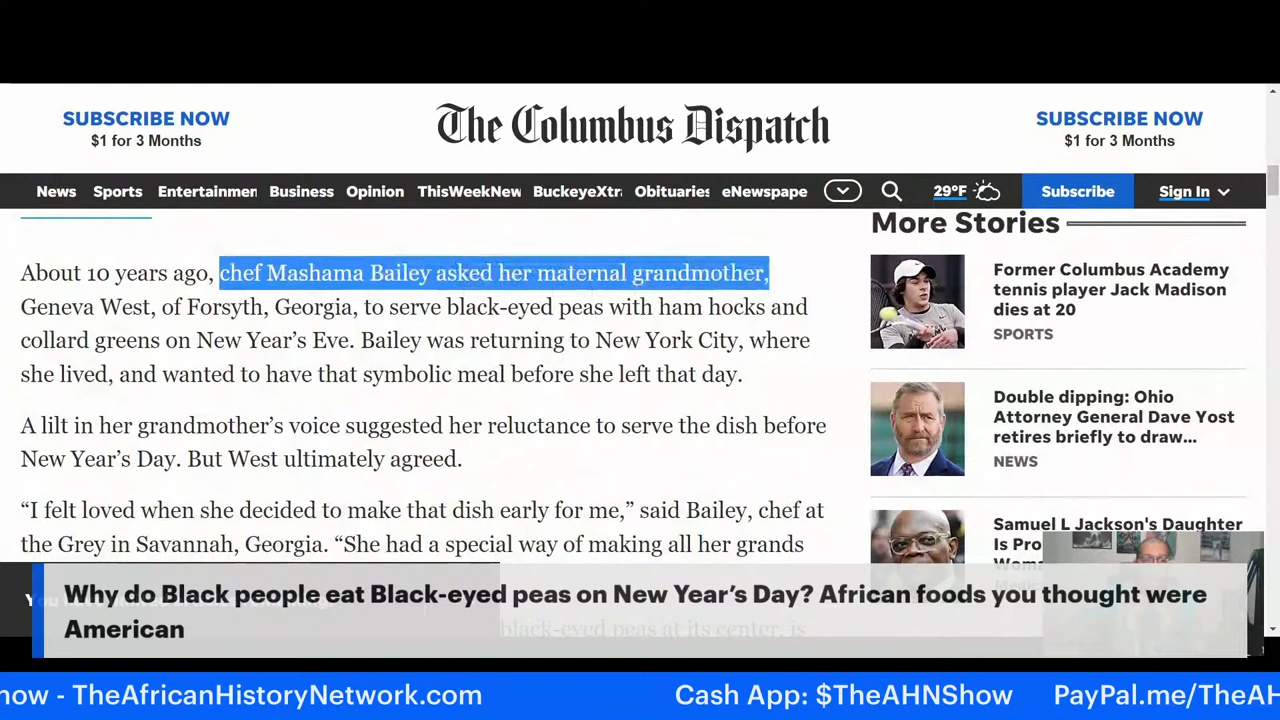 SUBSCRIBE NOW
$1 for 3 Months
The Columbus Dispatch
SUBSCRIBE NOW
$1 for 3 Months
News Sports Entertainmen Business Opinion ThisWeekNew BuckeyeXtr Obituaries eNewspape 29°F Subscribe Sign In
About 10 years ago, chef Mashama Bailey asked her maternal grandmother,
Geneva West, of Forsyth, Georgia, to serve black-eyed peas with ham hocks and
collard greens on New Year’s Eve. Bailey was returning to New York City, where
she lived, and wanted to have that symbolic meal before she left that day.
A lilt in her grandmother’s voice suggested her reluctance to serve the dish before
New Year’s Day. But West ultimately agreed.
“I felt loved when she decided to make that dish early for me,” said Bailey, chef at
the Grey in Savannah, Georgia. “She had a special way of making all her grands
black-eyed peas at its center, is
More Stories
Former Columbus Academy
tennis player Jack Madison
dies at 20
SPORTS
Double dipping: Ohio
Attorney General Dave Yost
retires briefly to draw...
NEWS
Samuel L Jackson's Daughter
Is Pro
Why do Black people eat Black-eyed peas on New Year’s Day? African foods you thought were
American
how - TheAfricanHistoryNetwork.com Cash App: $TheAHNShow PayPal.me/TheAH